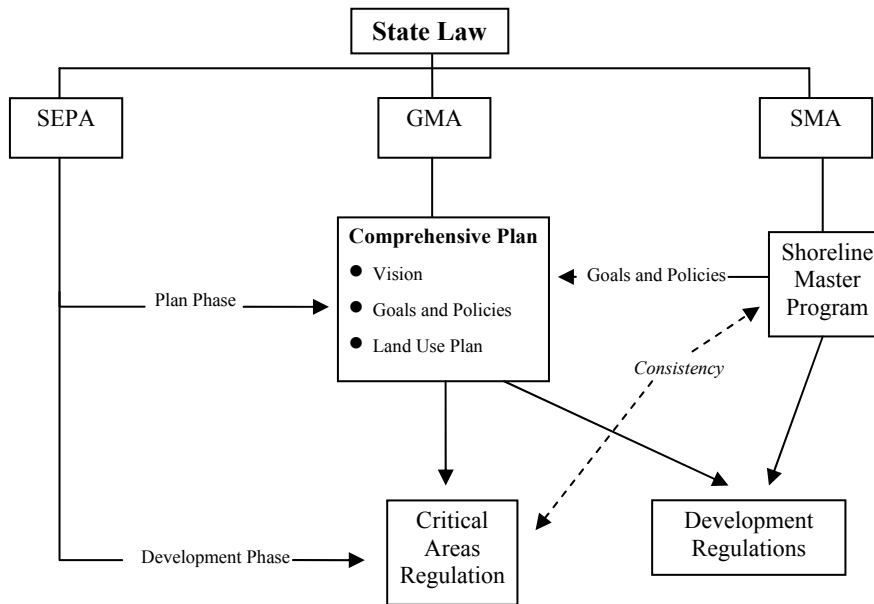 State Law
SEPA
GMA
SMA
Comprehensive Plan
● Vision
● Goals and Policies
● Land Use Plan
Goals and Policies
Shoreline
Master
Program
Plan Phase
Consistency
Critical
Areas
Regulation
Development
Regulations
Development Phase